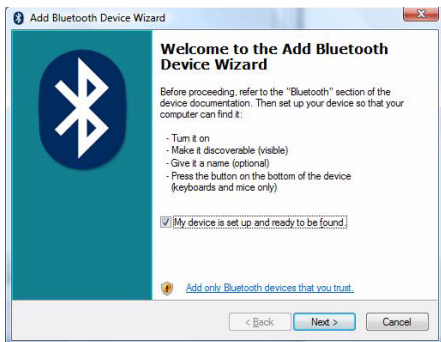 Add Bluetooth Device Wizard
Welcome to the Add Bluetooth
Device Wizard
Before proceeding, refer to the "Bluetooth" section of the
device documentation. Then set up your device so that your
computer can find it:
- Turn it on
- Make it discoverable (visible)
- Give it a name (optional)
- Press the button on the bottom of the device
(keyboards and mice only)
My device is set up and ready to be found.
Add only Bluetooth devices that you trust.
< Back Next > Cancel